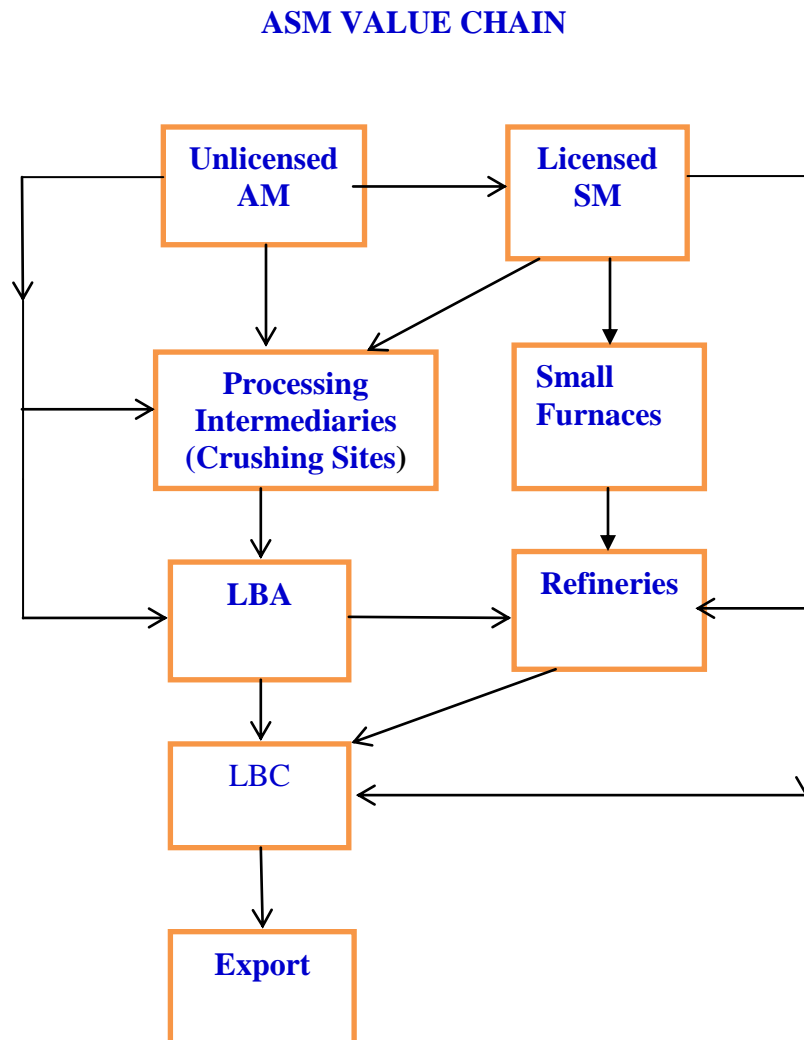 ASM VALUE CHAIN
Unlicensed
AM
Licensed
SM
Processing
Intermediaries
(Crushing Sites)
Small
Furnaces
LBA
Refineries
LBC
Export